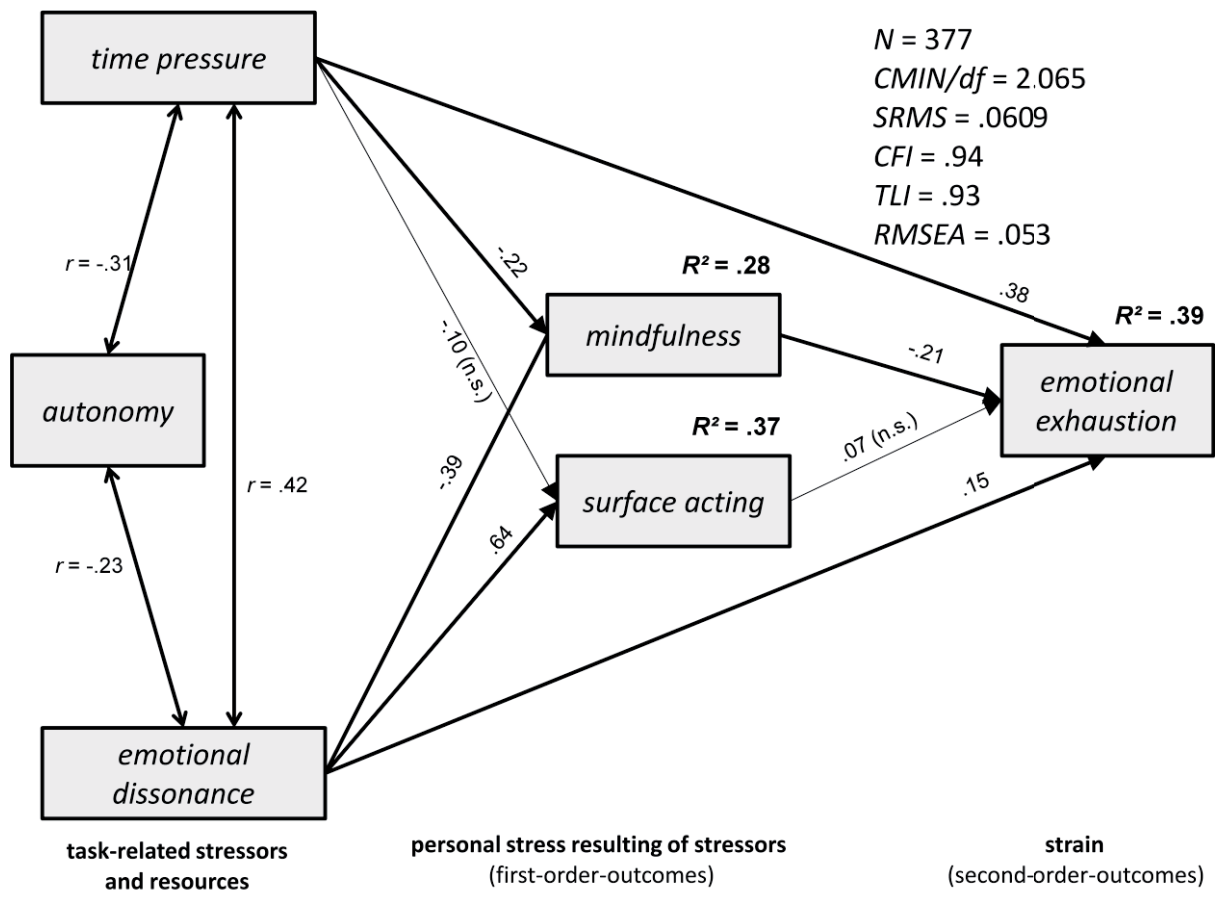 time pressure
N = 377
CMIN/df = 2.065
SRMS = .0609
CFI = .94
TLI = .93
RMSEA = .053
r = -.31
-.22
R² = .28
.38
R² = .39
-.10 (n.s.)
mindfulness
-.21
autonomy
emotional
exhaustion
R² = .37
.07 (n.s.)
-.39
r = .42
surface acting
.15
.64
r = -.23
emotional
dissonance
task-related stressors
and resources
personal stress resulting of stressors
(first-order-outcomes)
strain
(second-order-outcomes)